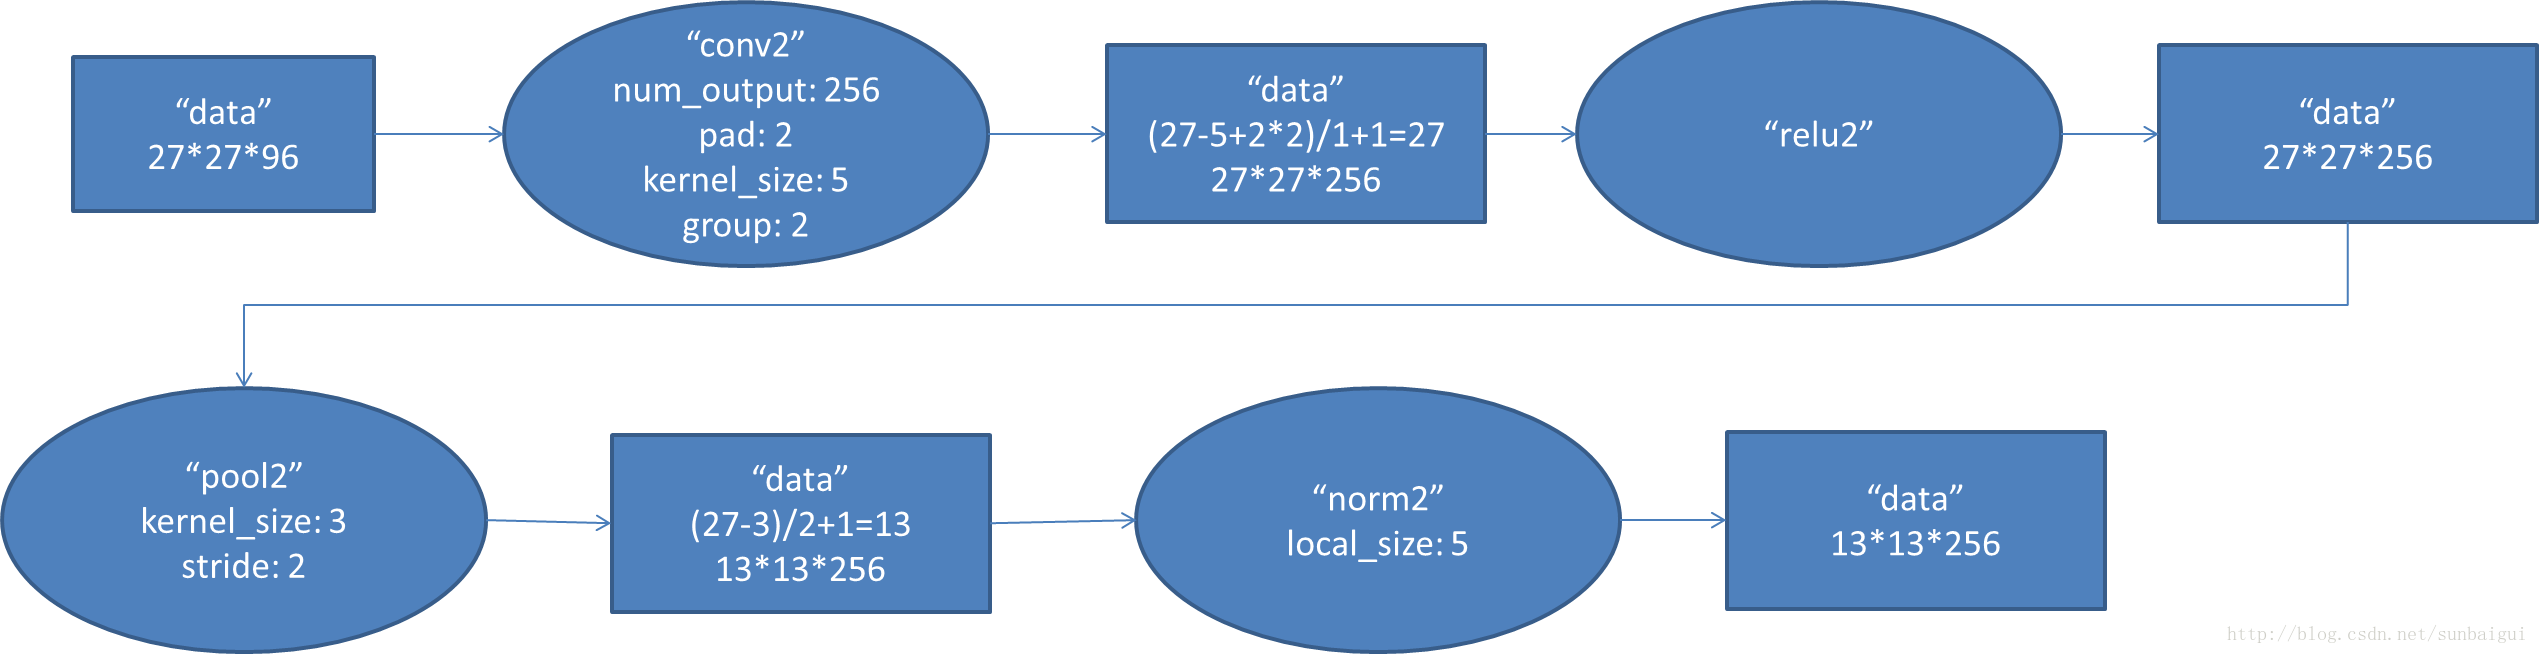 “data”
27*27*96
“conv2”
num_output: 256
pad: 2
kernel_size: 5
group: 2
“data”
(27-5+2*2)/1+1=27
27*27*256
“relu2”
“data”
27*27*256
“pool2”
kernel_size: 3
stride: 2
“data”
(27-3)/2+1=13
13*13*256
“norm2”
local_size: 5
“data”
13*13*256
http://blog.csdn.net/sunbaigui